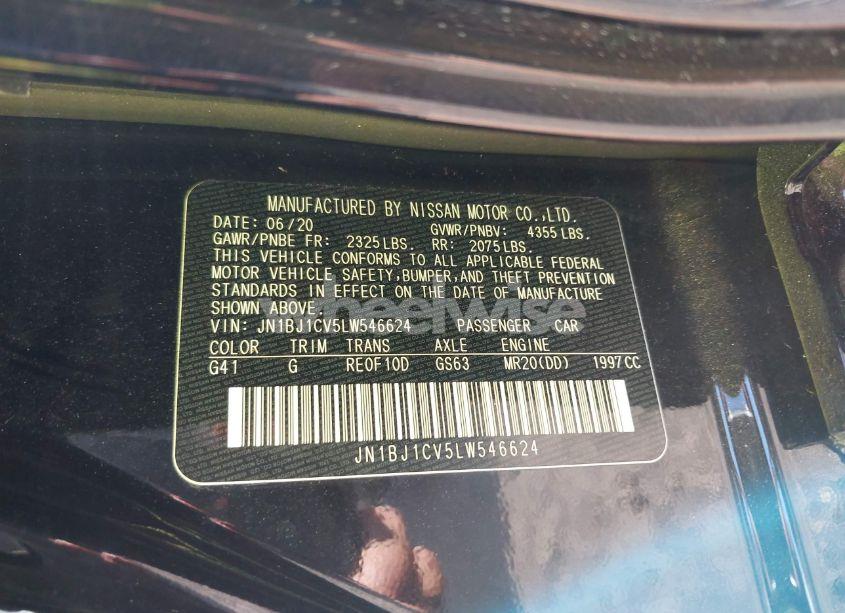 MANUFACTURED BY NISSAN MOTOR CO.,LTD.
DATE: 06/20 GVWR/PNBV: 4355 LBS.
GAWR/PNBE FR: 2325 LBS. RR: 2075 LBS.
THIS VEHICLE CONFORMS TO ALL APPLICABLE FEDERAL
MOTOR VEHICLE SAFETY, BUMPER, AND THEFT PREVENTION
STANDARDS IN EFFECT ON THE DATE OF MANUFACTURE
SHOWN ABOVE.
VIN: JN1BJ1CV5LW546624 PASSENGER CAR
COLOR TRIM TRANS AXLE ENGINE
G41 G RE0F10D GS63 MR20(DD) 1997CC
JN1BJ1CV5LW546624
wheelwise